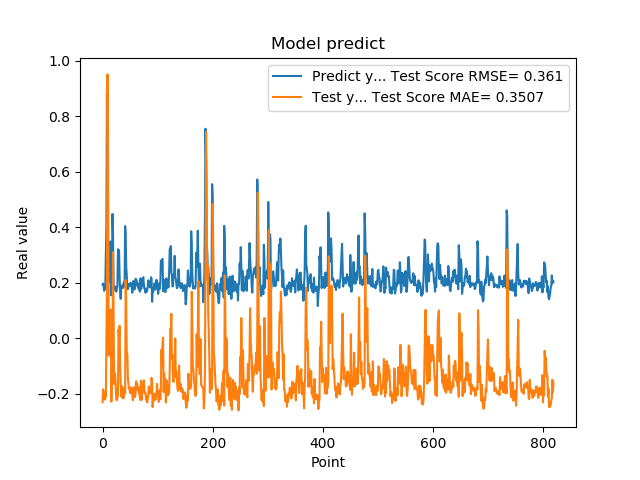 Model predict
Predict y... Test Score RMSE= 0.361
Test y... Test Score MAE= 0.3507
Real value
1.0
0.8
0.6
0.4
0.2
0.0
−0.2
0
200
400
600
800
Point